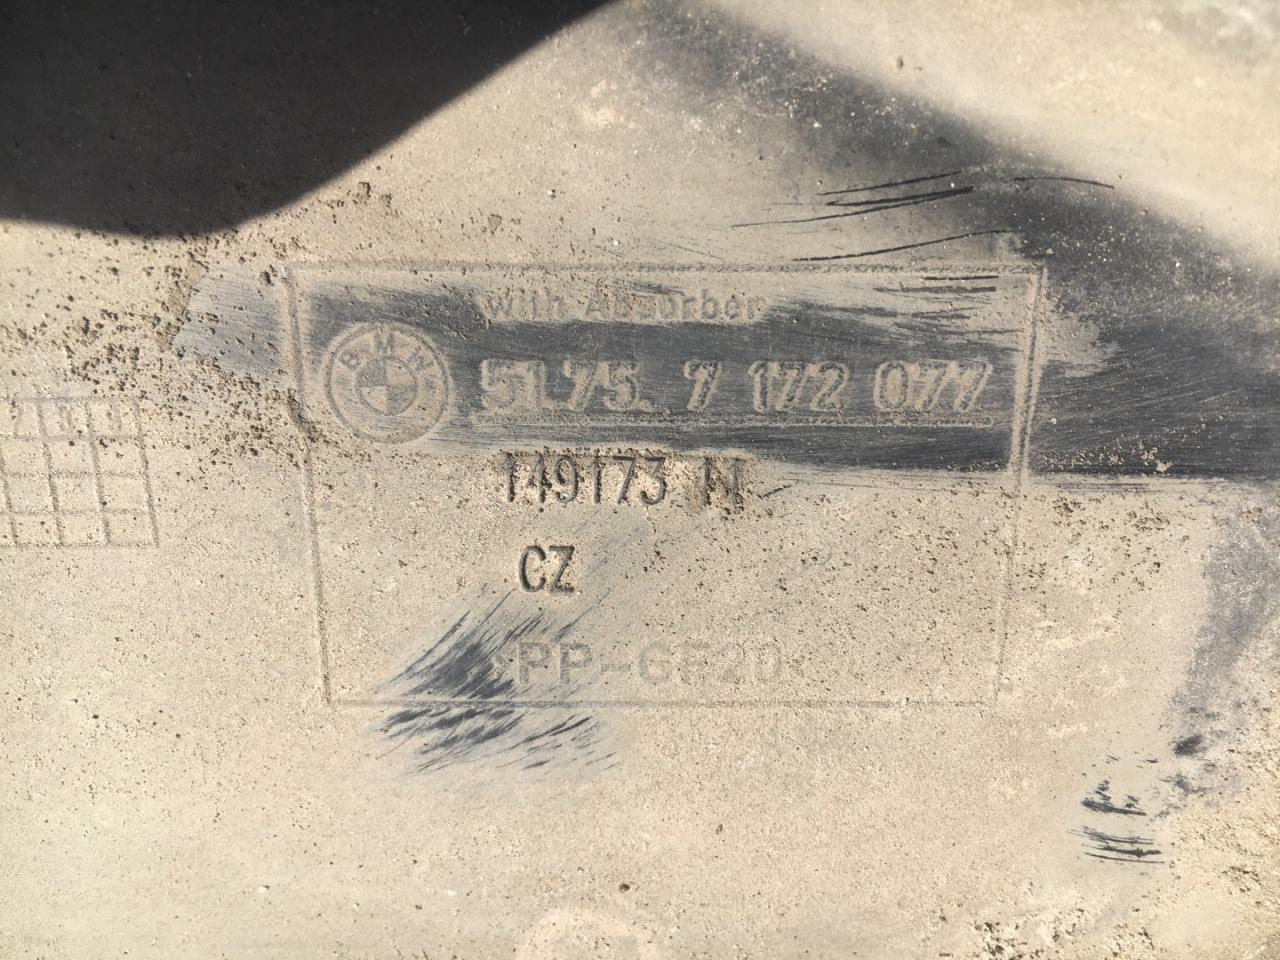 with Absorber
BMW
51.75. 7 172 077
149173 M
CZ
PP-GF20